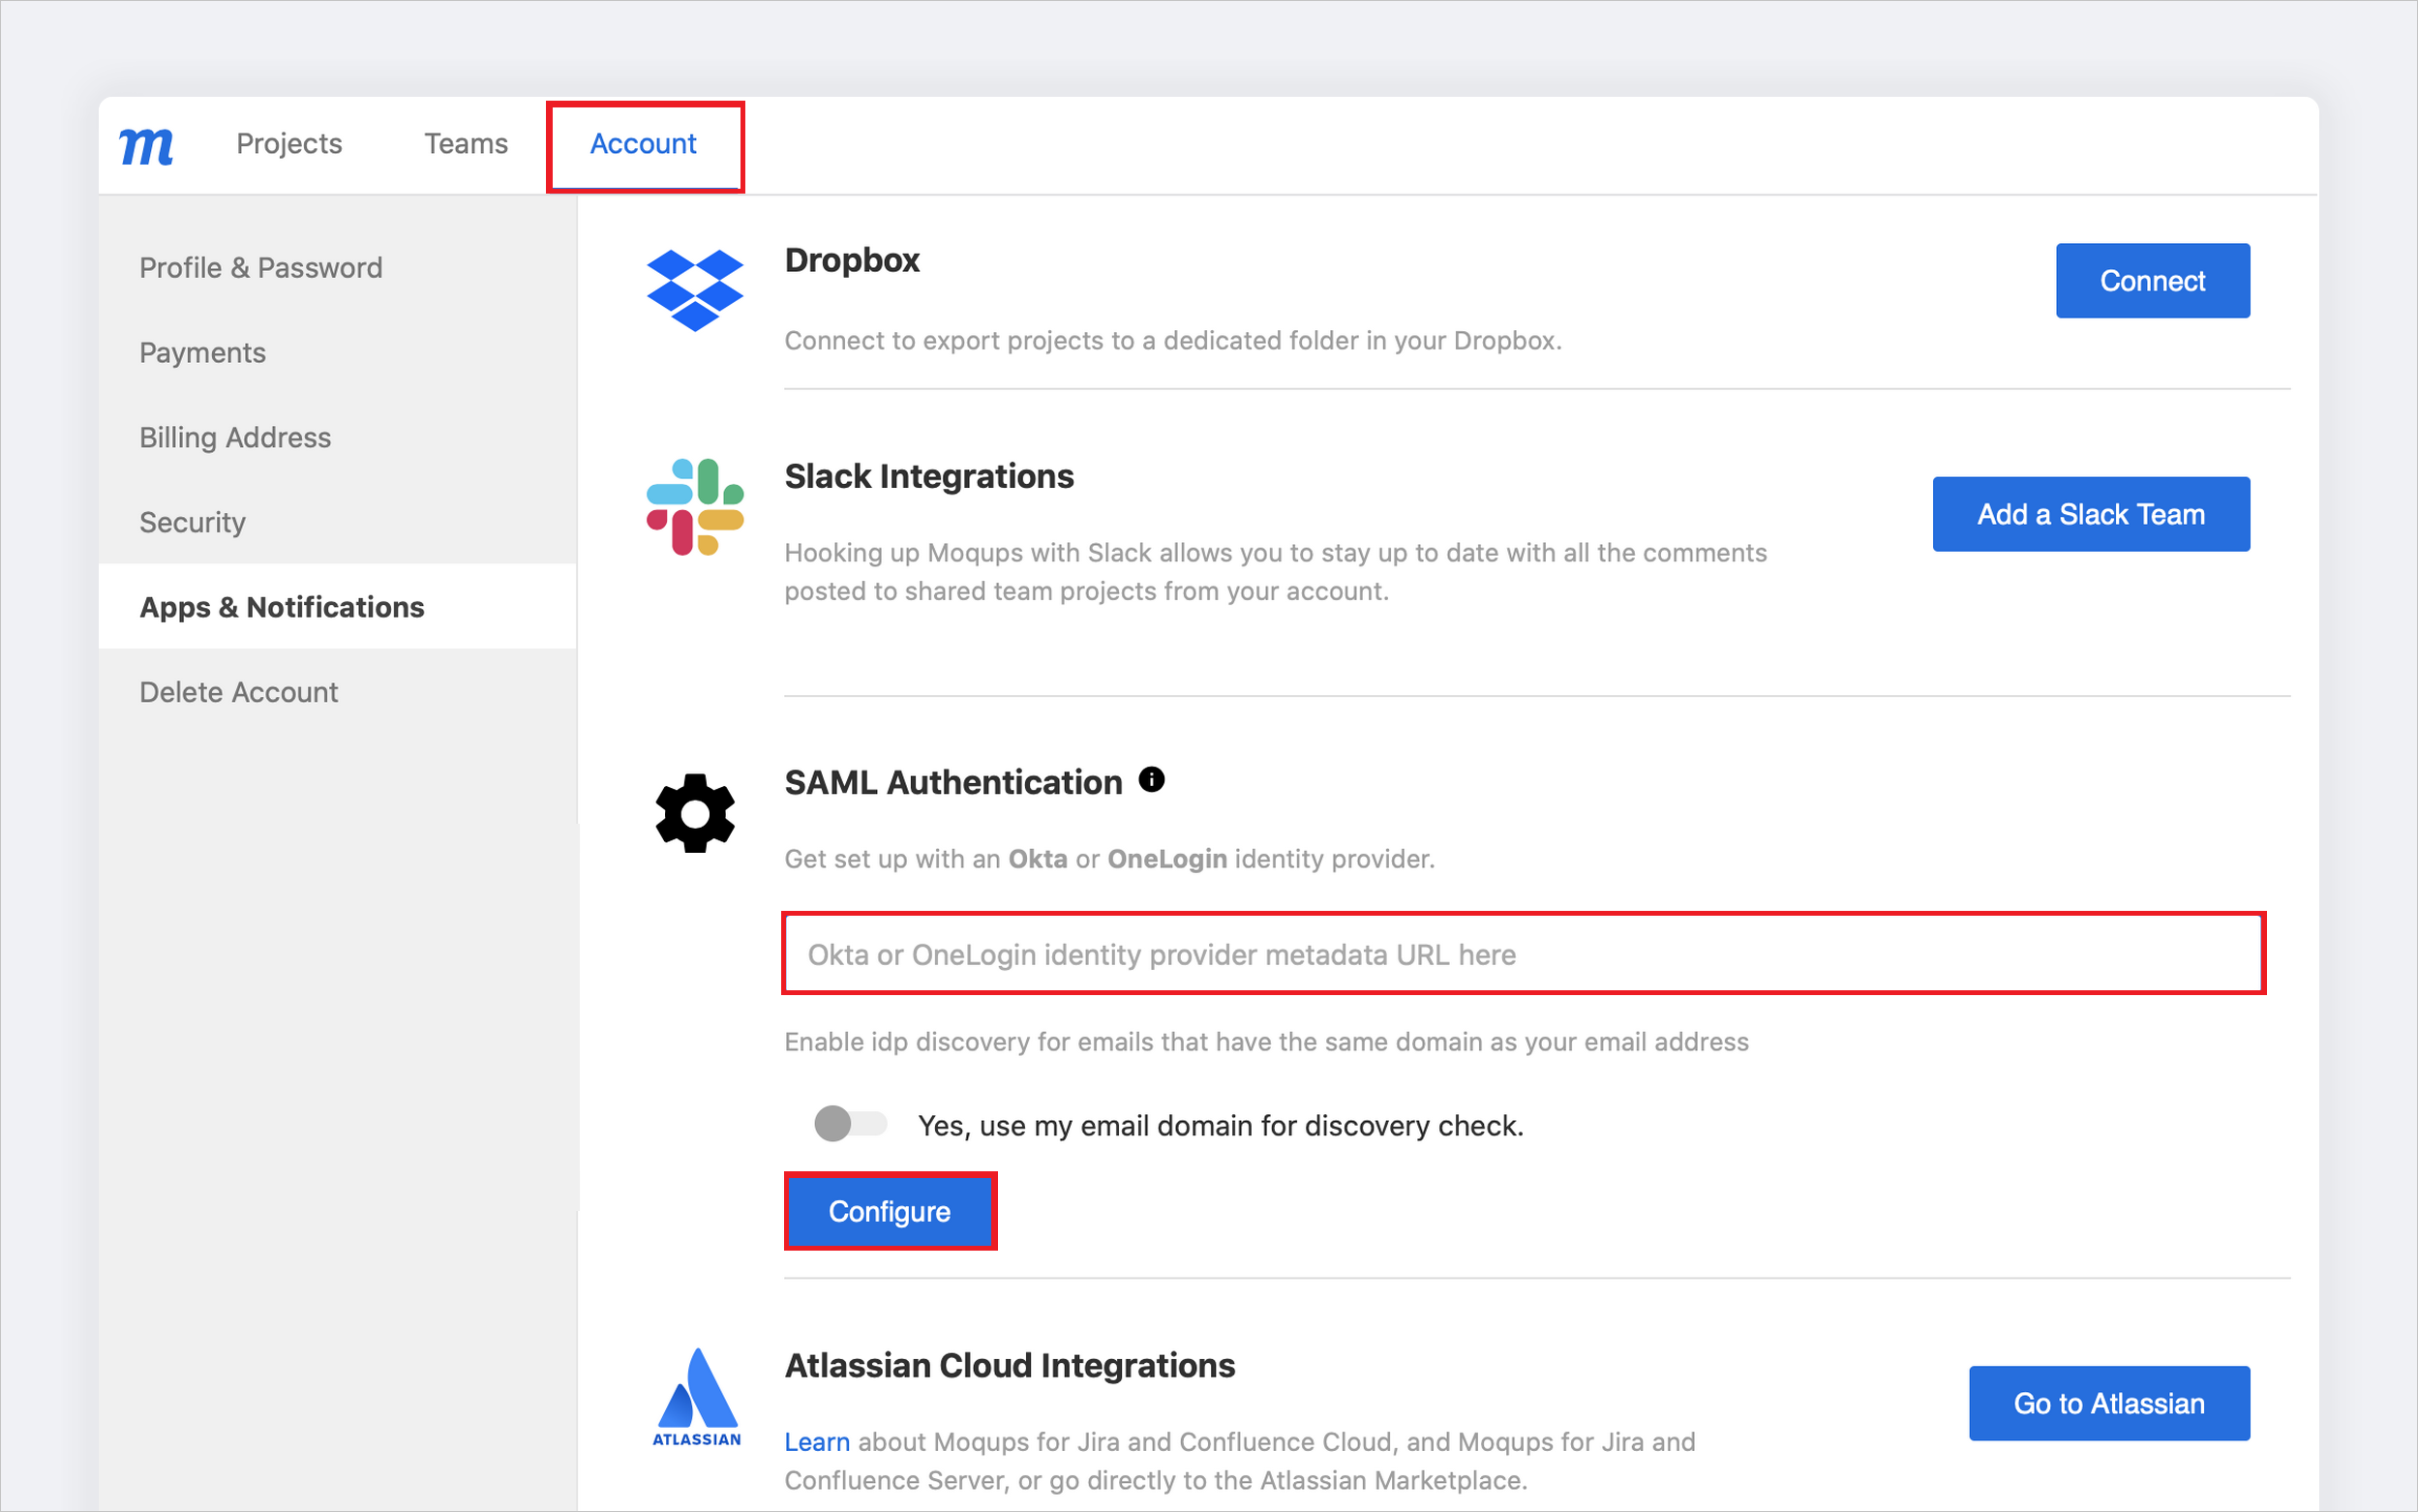 m
Projects
Teams
Account
Profile & Password
Payments
Billing Address
Security
Apps & Notifications
Delete Account
Dropbox
Connect
Connect to export projects to a dedicated folder in your Dropbox.
Slack Integrations
Add a Slack Team
Hooking up Moqups with Slack allows you to stay up to date with all the comments
posted to shared team projects from your account.
SAML Authentication
Get set up with an Okta or OneLogin identity provider.
Okta or OneLogin identity provider metadata URL here
Enable idp discovery for emails that have the same domain as your email address
Yes, use my email domain for discovery check.
Configure
ATLASSIAN
Atlassian Cloud Integrations
Go to Atlassian
Learn about Moqups for Jira and Confluence Cloud, and Moqups for Jira and
Confluence Server, or go directly to the Atlassian Marketplace.